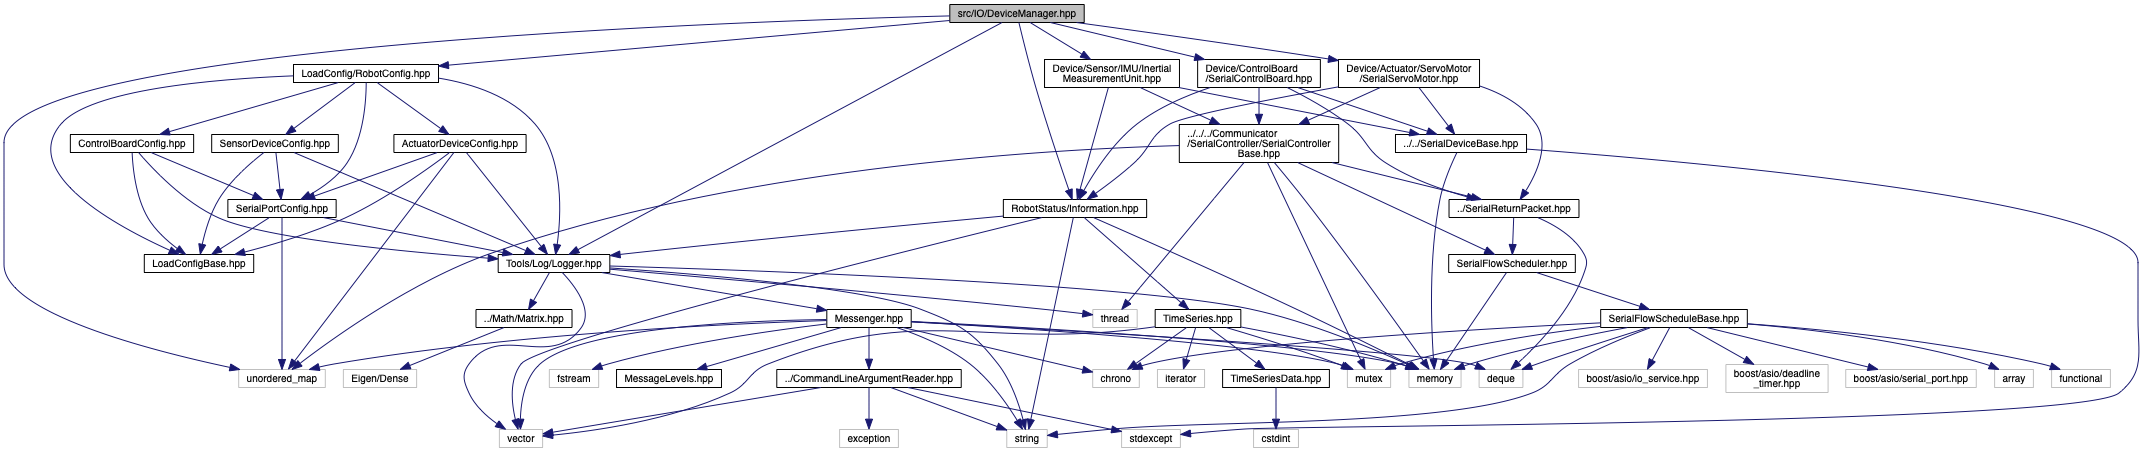 src/IO/DeviceManager.hpp
LoadConfig/RobotConfig.hpp
Device/Sensor/IMU/Inertial
MeasurementUnit.hpp
Device/ControlBoard
/SerialControlBoard.hpp
Device/Actuator/ServoMotor
/SerialServoMotor.hpp
ControlBoardConfig.hpp
SensorDeviceConfig.hpp
ActuatorDeviceConfig.hpp
../../../Communicator
/SerialController/SerialController
Base.hpp
../../SerialDeviceBase.hpp
SerialPortConfig.hpp
RobotStatus/Information.hpp
../SerialReturnPacket.hpp
LoadConfigBase.hpp
Tools/Log/Logger.hpp
SerialFlowScheduler.hpp
../Math/Matrix.hpp
Messenger.hpp
thread
TimeSeries.hpp
SerialFlowScheduleBase.hpp
unordered_map
Eigen/Dense
fstream
MessageLevels.hpp
../CommandLineArgumentReader.hpp
chrono
iterator
TimeSeriesData.hpp
mutex
memory
deque
boost/asio/io_service.hpp
boost/asio/deadline
_timer.hpp
boost/asio/serial_port.hpp
array
functional
vector
exception
string
stdexcept
cstdint